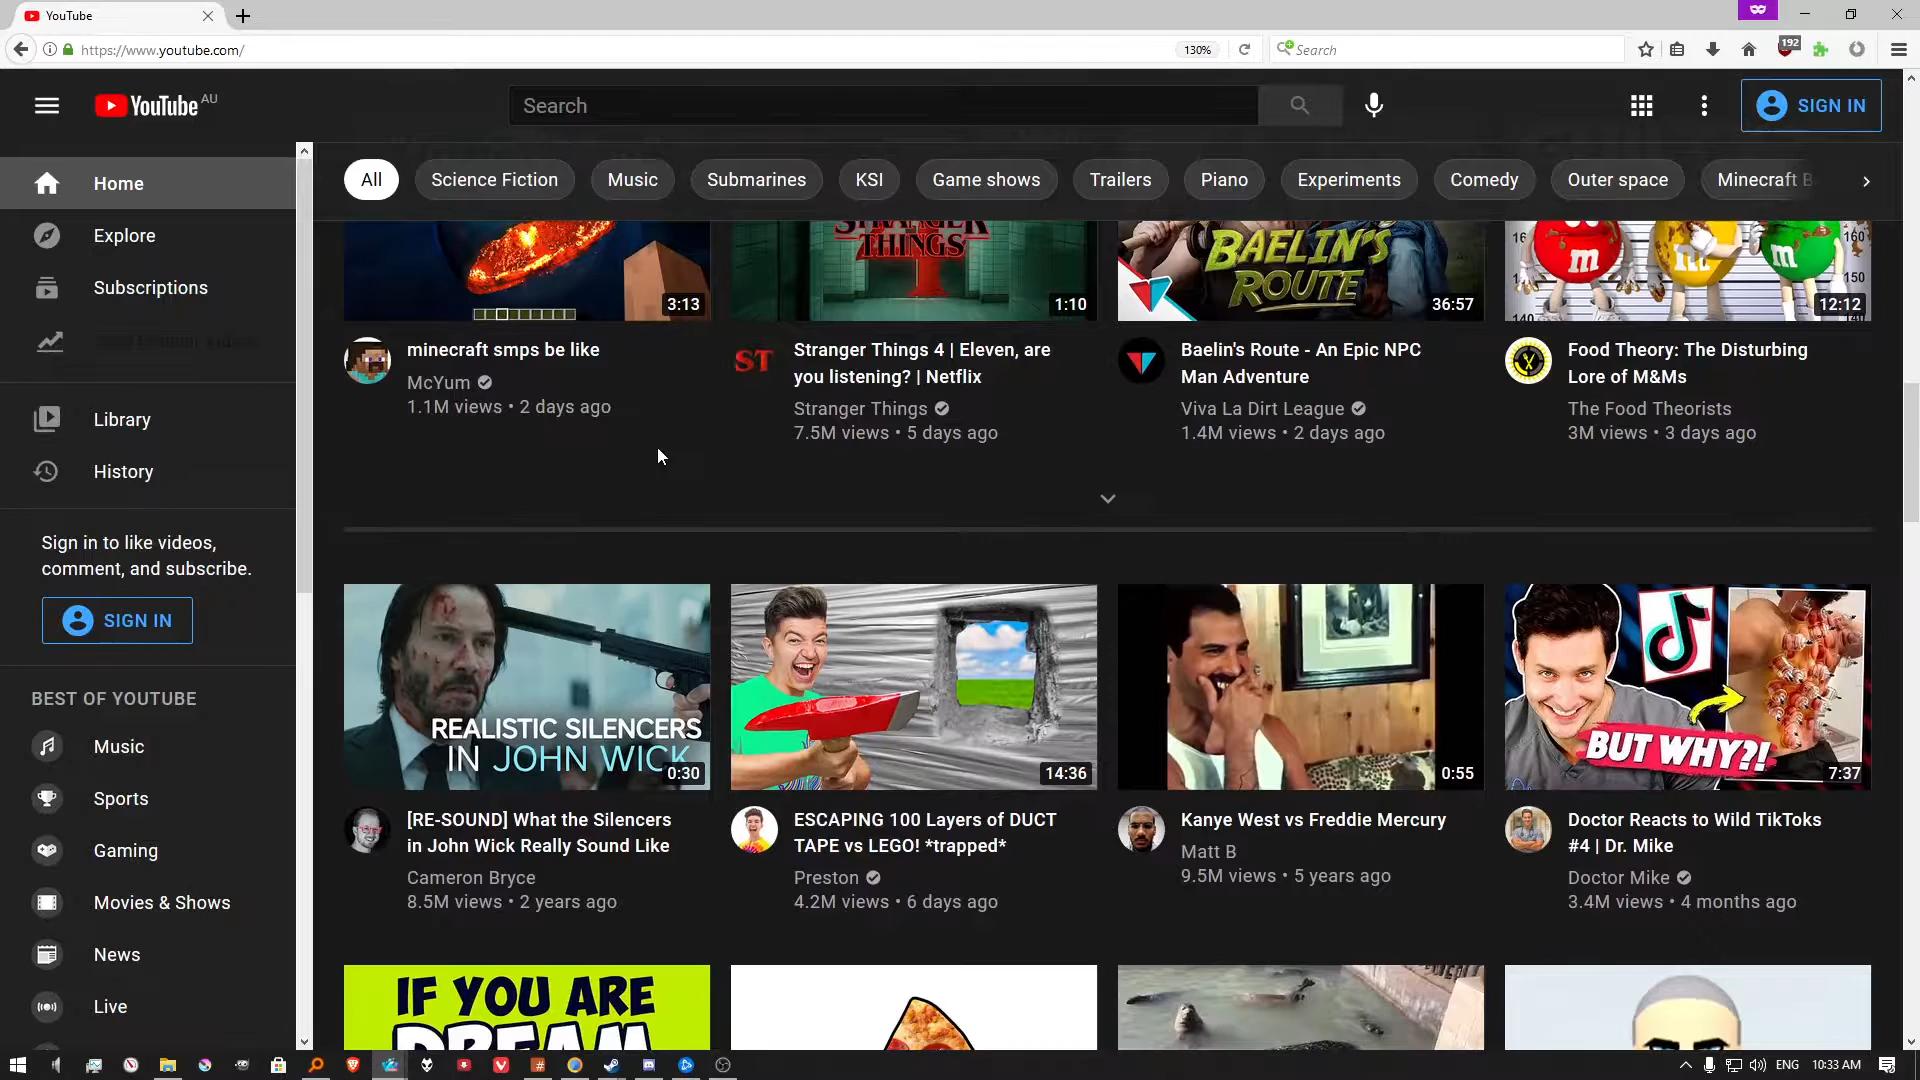 YouTube
https://www.youtube.com/
130%
Search
192
YouTube AU
Search
SIGN IN
Home
Explore
Subscriptions
Library
History
Sign in to like videos,
comment, and subscribe.
SIGN IN
BEST OF YOUTUBE
Music
Sports
Gaming
Movies & Shows
News
Live
All
Science Fiction
Music
Submarines
KSI
Game shows
Trailers
Piano
Experiments
Comedy
Outer space
Minecraft B
3:13
minecraft smps be like
McYum
1.1M views • 2 days ago
STRANGER
THINGS
1:10
ST
Stranger Things 4 | Eleven, are
you listening? | Netflix
Stranger Things
7.5M views • 5 days ago
BAELIN'S
ROUTE
36:57
Baelin's Route - An Epic NPC
Man Adventure
Viva La Dirt League
1.4M views • 2 days ago
160
160
150
140
m
m
m
12:12
Food Theory: The Disturbing
Lore of M&Ms
The Food Theorists
3M views • 3 days ago
REALISTIC SILENCERS
IN JOHN WICK
0:30
[RE-SOUND] What the Silencers
in John Wick Really Sound Like
Cameron Bryce
8.5M views • 2 years ago
14:36
ESCAPING 100 Layers of DUCT
TAPE vs LEGO! *trapped*
Preston
4.2M views • 6 days ago
0:55
Kanye West vs Freddie Mercury
Matt B
9.5M views • 5 years ago
BUT WHY?!
7:37
Doctor Reacts to Wild TikToks
#4 | Dr. Mike
Doctor Mike
3.4M views • 4 months ago
IF YOU ARE
DREAM
ENG
10:33 AM